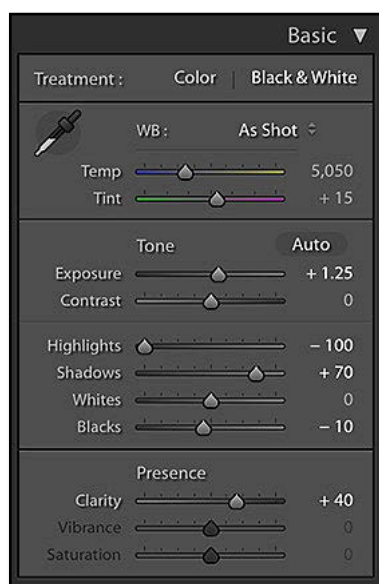 Basic
Treatment : Color | Black & White
WB : As Shot
Temp 5,050
Tint + 15
Tone Auto
Exposure + 1.25
Contrast 0
Highlights – 100
Shadows + 70
Whites 0
Blacks – 10
Presence
Clarity + 40
Vibrance 0
Saturation 0